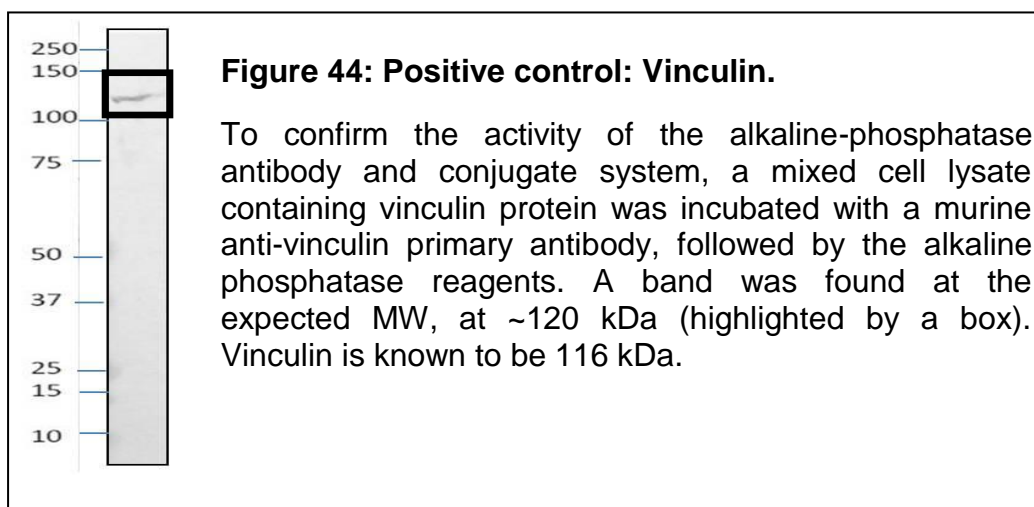 250
150
100
75
50
37
25
15
10
Figure 44: Positive control: Vinculin.
To confirm the activity of the alkaline-phosphatase
antibody and conjugate system, a mixed cell lysate
containing vinculin protein was incubated with a murine
anti-vinculin primary antibody, followed by the alkaline
phosphatase reagents. A band was found at the
expected MW, at ~120 kDa (highlighted by a box).
Vinculin is known to be 116 kDa.